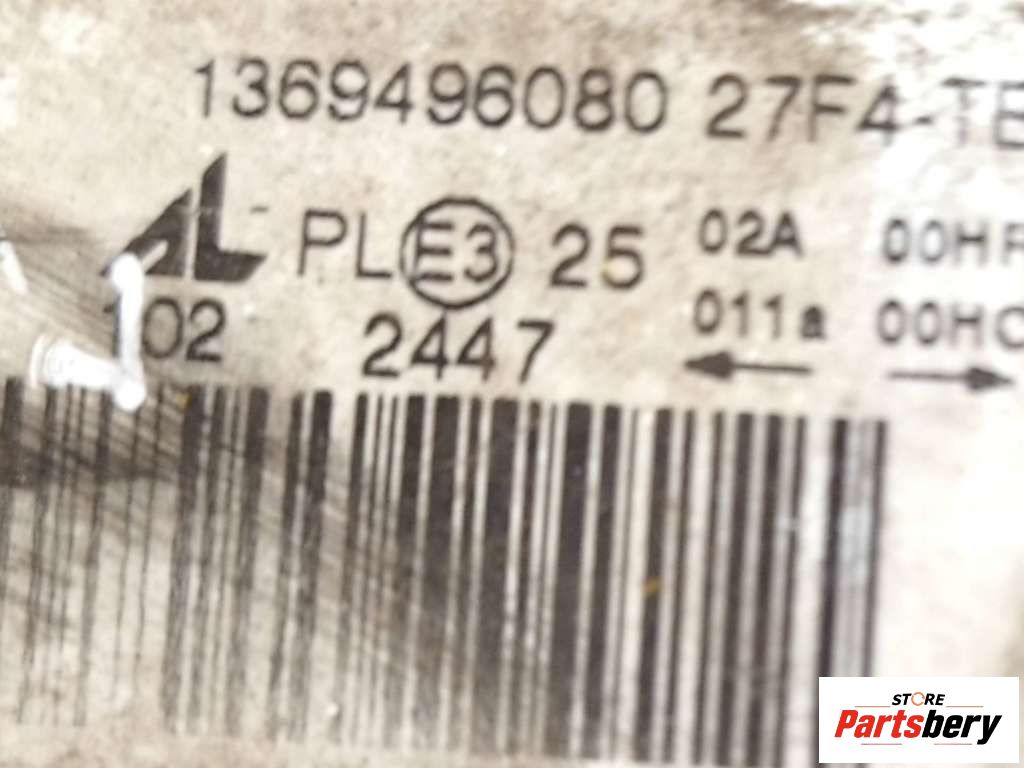 1369496080 27F4-TE
AL PL E3 25 02A 00HR
102 2447 011a 00HC
STORE
Partsbery